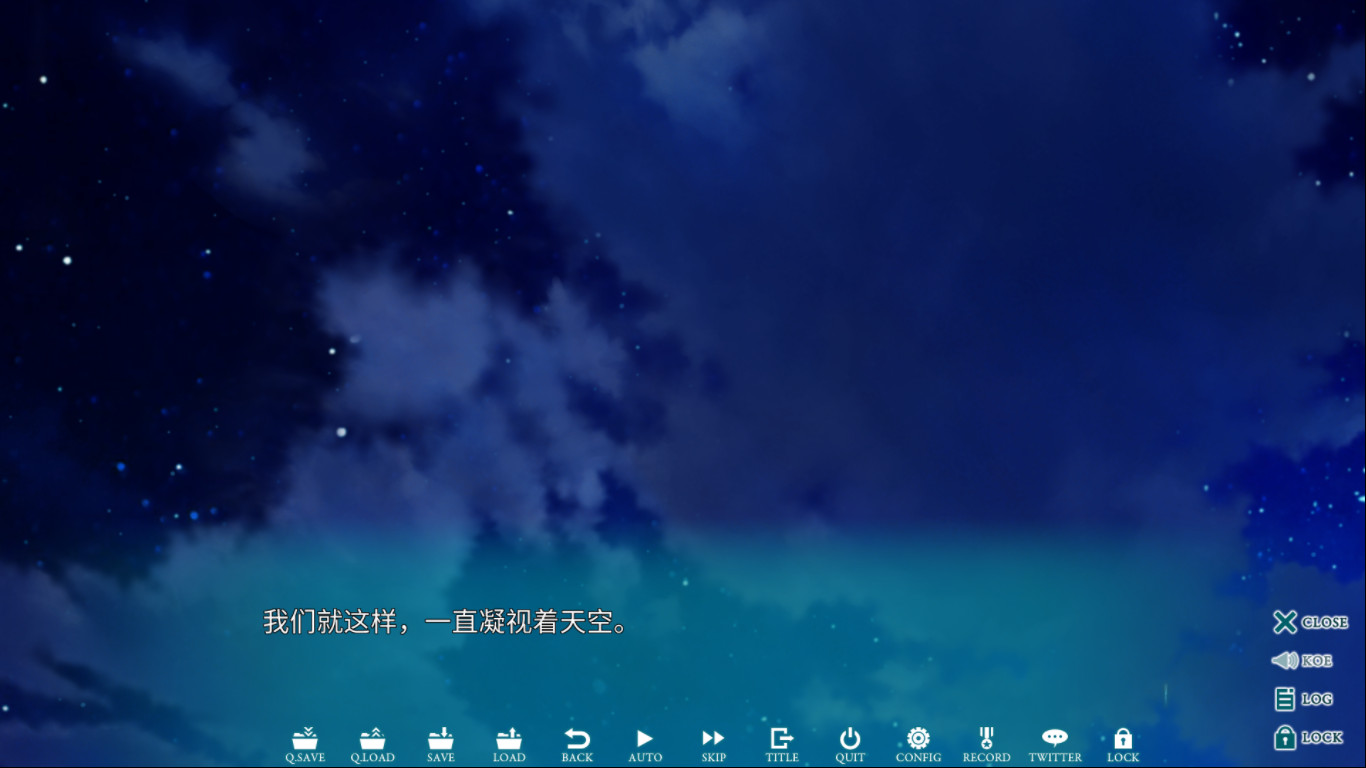 我们就这样，一直凝视着天空。
CLOSE
KOE
LOG
LOCK
Q.SAVE Q.LOAD SAVE LOAD BACK AUTO SKIP TITLE QUIT CONFIG RECORD TWITTER LOCK